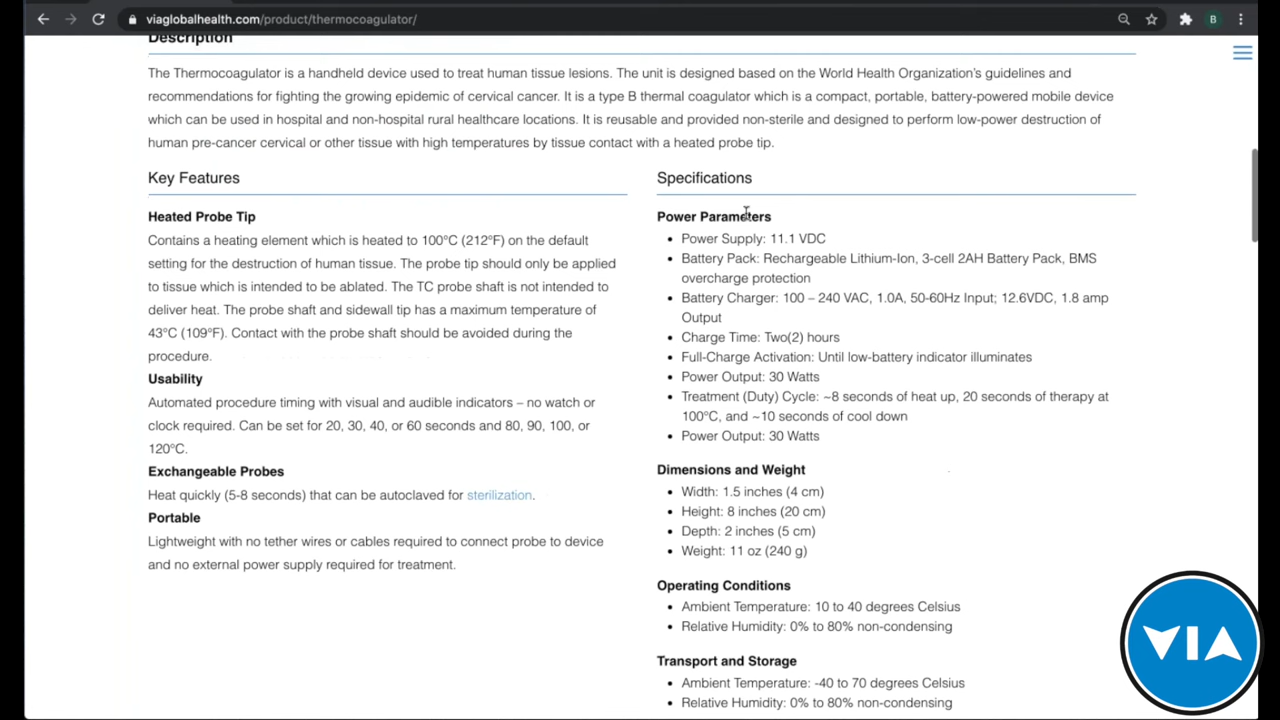 viaglobalhealth.com/product/thermocoagulator/
B
Description
The Thermocoagulator is a handheld device used to treat human tissue lesions. The unit is designed based on the World Health Organization's guidelines and
recommendations for fighting the growing epidemic of cervical cancer. It is a type B thermal coagulator which is a compact, portable, battery-powered mobile device
which can be used in hospital and non-hospital rural healthcare locations. It is reusable and provided non-sterile and designed to perform low-power destruction of
human pre-cancer cervical or other tissue with high temperatures by tissue contact with a heated probe tip.
Key Features
Heated Probe Tip
Contains a heating element which is heated to 100°C (212°F) on the default
setting for the destruction of human tissue. The probe tip should only be applied
to tissue which is intended to be ablated. The TC probe shaft is not intended to
deliver heat. The probe shaft and sidewall tip has a maximum temperature of
43°C (109°F). Contact with the probe shaft should be avoided during the
procedure.
Usability
Automated procedure timing with visual and audible indicators – no watch or
clock required. Can be set for 20, 30, 40, or 60 seconds and 80, 90, 100, or
120°C.
Exchangeable Probes
Heat quickly (5-8 seconds) that can be autoclaved for sterilization.
Portable
Lightweight with no tether wires or cables required to connect probe to device
and no external power supply required for treatment.
Specifications
Power Parameters
• Power Supply: 11.1 VDC
• Battery Pack: Rechargeable Lithium-Ion, 3-cell 2AH Battery Pack, BMS
overcharge protection
• Battery Charger: 100 – 240 VAC, 1.0A, 50-60Hz Input; 12.6VDC, 1.8 amp
Output
• Charge Time: Two(2) hours
• Full-Charge Activation: Until low-battery indicator illuminates
• Power Output: 30 Watts
• Treatment (Duty) Cycle: ~8 seconds of heat up, 20 seconds of therapy at
100°C, and ~10 seconds of cool down
• Power Output: 30 Watts
Dimensions and Weight
• Width: 1.5 inches (4 cm)
• Height: 8 inches (20 cm)
• Depth: 2 inches (5 cm)
• Weight: 11 oz (240 g)
Operating Conditions
• Ambient Temperature: 10 to 40 degrees Celsius
• Relative Humidity: 0% to 80% non-condensing
Transport and Storage
• Ambient Temperature: -40 to 70 degrees Celsius
• Relative Humidity: 0% to 80% non-condensing
VIA